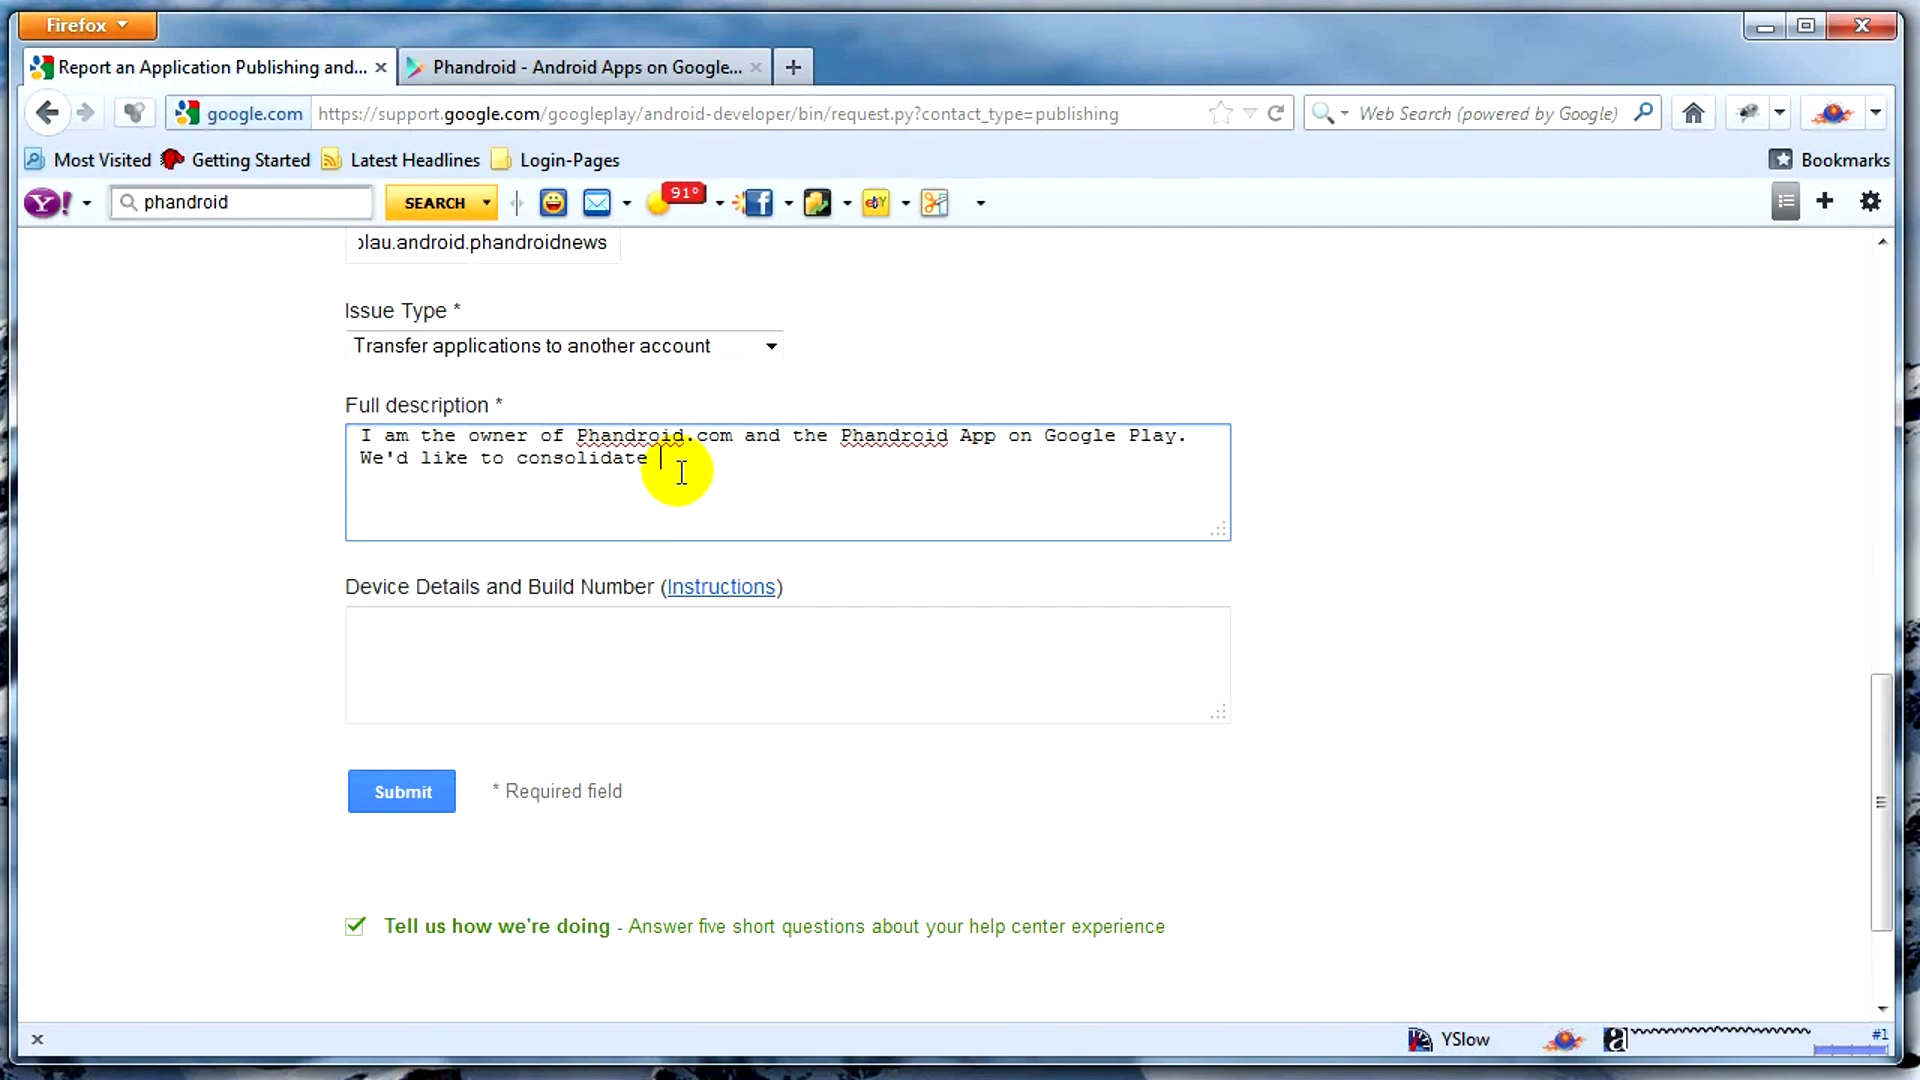 Firefox
Report an Application Publishing and...
Phandroid - Android Apps on Google...
google.com
https://support.google.com/googleplay/android-developer/bin/request.py?contact_type=publishing
Web Search (powered by Google)
Most Visited
Getting Started
Latest Headlines
Login-Pages
Bookmarks
Y!
phandroid
SEARCH
91°
ebY
plau.android.phandroidnews
Issue Type *
Transfer applications to another account
Full description *
I am the owner of Phandroid.com and the Phandroid App on Google Play.
We'd like to consolidate
Device Details and Build Number (Instructions)
Submit
* Required field
Tell us how we're doing - Answer five short questions about your help center experience
YSlow
a
#1